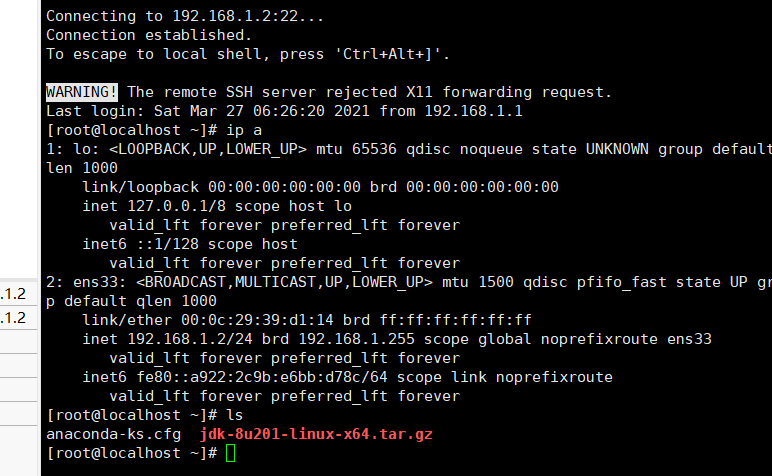 Connecting to 192.168.1.2:22...
Connection established.
To escape to local shell, press 'Ctrl+Alt+]'.
WARNING! The remote SSH server rejected X11 forwarding request.
Last login: Sat Mar 27 06:26:20 2021 from 192.168.1.1
[root@localhost ~]# ip a
1: lo: <LOOPBACK,UP,LOWER_UP> mtu 65536 qdisc noqueue state UNKNOWN group default
len 1000
    link/loopback 00:00:00:00:00:00 brd 00:00:00:00:00:00
    inet 127.0.0.1/8 scope host lo
       valid_lft forever preferred_lft forever
    inet6 ::1/128 scope host
       valid_lft forever preferred_lft forever
2: ens33: <BROADCAST,MULTICAST,UP,LOWER_UP> mtu 1500 qdisc pfifo_fast state UP gr
p default qlen 1000
    link/ether 00:0c:29:39:d1:14 brd ff:ff:ff:ff:ff:ff
    inet 192.168.1.2/24 brd 192.168.1.255 scope global noprefixroute ens33
       valid_lft forever preferred_lft forever
    inet6 fe80::a922:2c9b:e6bb:d78c/64 scope link noprefixroute
       valid_lft forever preferred_lft forever
[root@localhost ~]# ls
anaconda-ks.cfg  jdk-8u201-linux-x64.tar.gz
[root@localhost ~]#
.1.2
.1.2